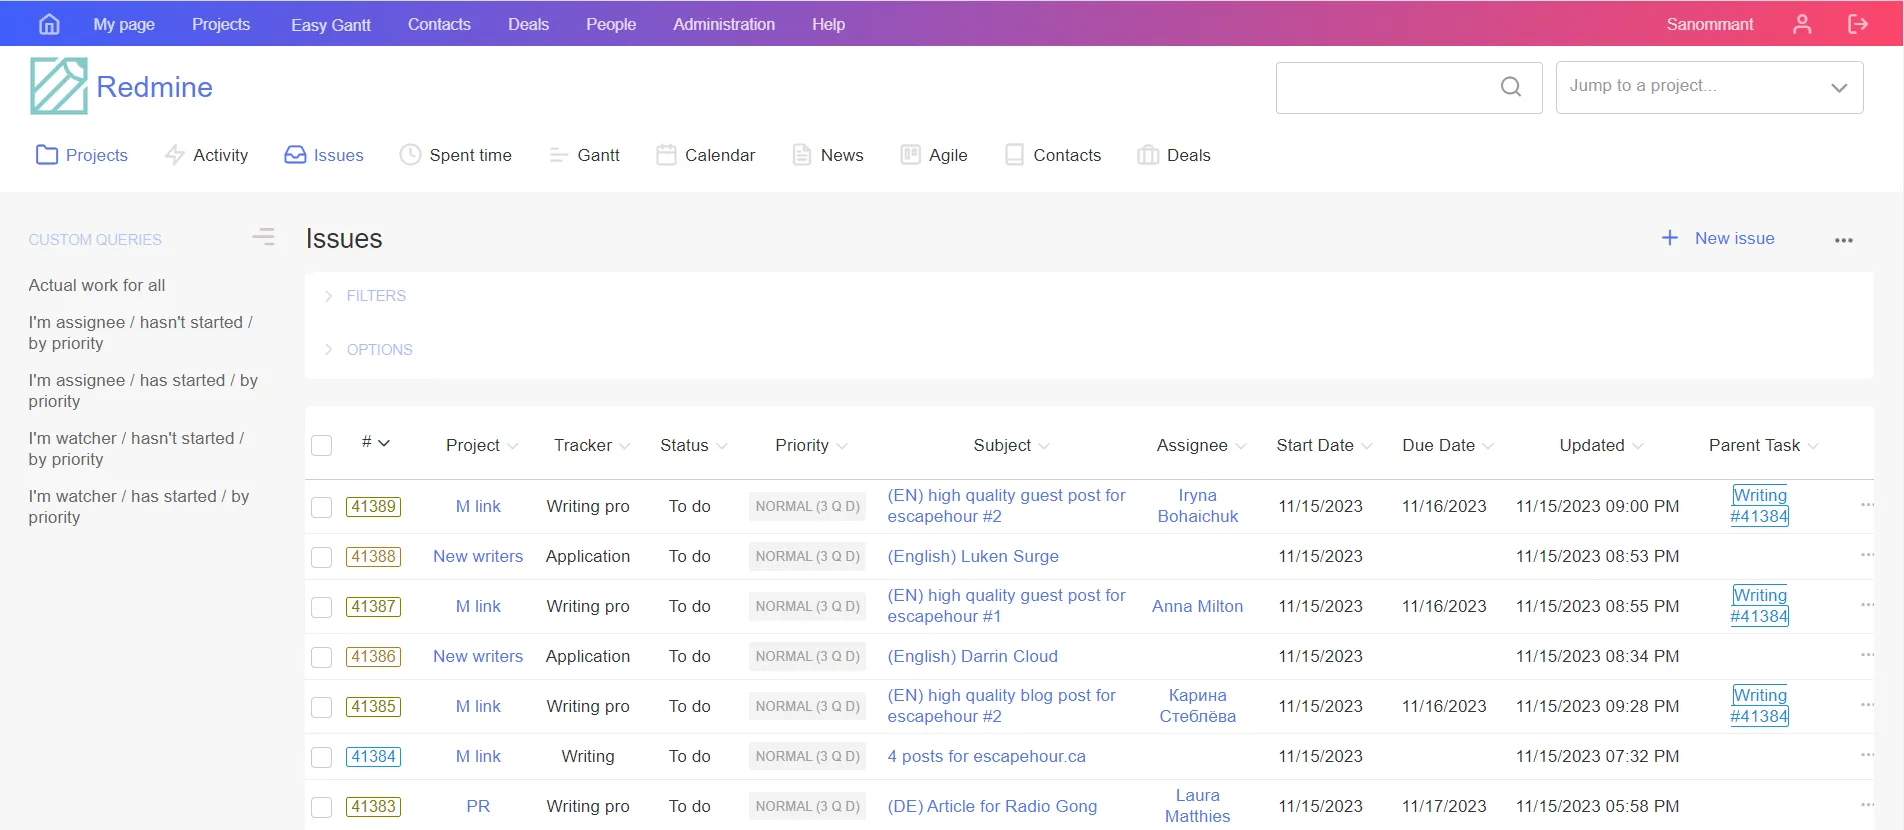 My page Projects Easy Gantt Contacts Deals People Administration Help Sanommant
Redmine
Jump to a project...
Projects Activity Issues Spent time Gantt Calendar News Agile Contacts Deals
CUSTOM QUERIES
Actual work for all
I'm assignee / hasn't started /
by priority
I'm assignee / has started / by
priority
I'm watcher / hasn't started /
by priority
I'm watcher / has started / by
priority
Issues
New issue
FILTERS
OPTIONS
# Project Tracker Status Priority Subject Assignee Start Date Due Date Updated Parent Task
41389 M link Writing pro To do NORMAL (3 Q D) (EN) high quality guest post for escapehour #2 Iryna Bohaichuk 11/15/2023 11/16/2023 11/15/2023 09:00 PM Writing #41384
41388 New writers Application To do NORMAL (3 Q D) (English) Luken Surge 11/15/2023 11/15/2023 08:53 PM
41387 M link Writing pro To do NORMAL (3 Q D) (EN) high quality guest post for escapehour #1 Anna Milton 11/15/2023 11/16/2023 11/15/2023 08:55 PM Writing #41384
41386 New writers Application To do NORMAL (3 Q D) (English) Darrin Cloud 11/15/2023 11/15/2023 08:34 PM
41385 M link Writing pro To do NORMAL (3 Q D) (EN) high quality blog post for escapehour #2 Карина Стеблёва 11/15/2023 11/16/2023 11/15/2023 09:28 PM Writing #41384
41384 M link Writing To do NORMAL (3 Q D) 4 posts for escapehour.ca 11/15/2023 11/15/2023 07:32 PM
41383 PR Writing pro To do NORMAL (3 Q D) (DE) Article for Radio Gong Laura Matthies 11/15/2023 11/17/2023 11/15/2023 05:58 PM